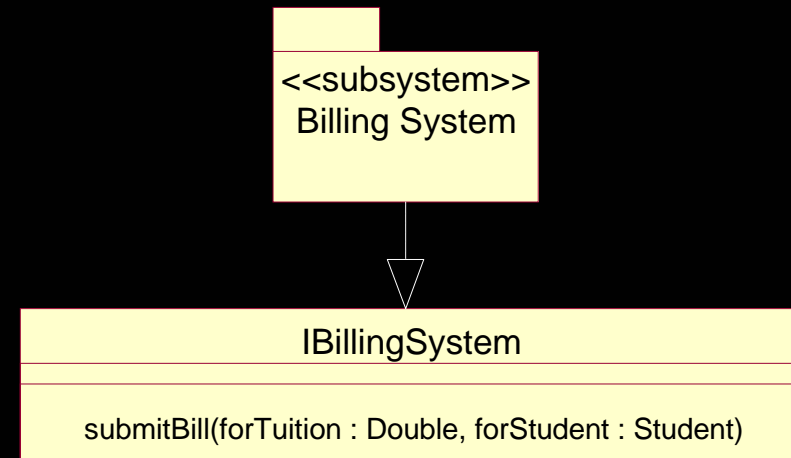 <<subsystem>>
Billing System
IBillingSystem
submitBill(forTuition : Double, forStudent : Student)